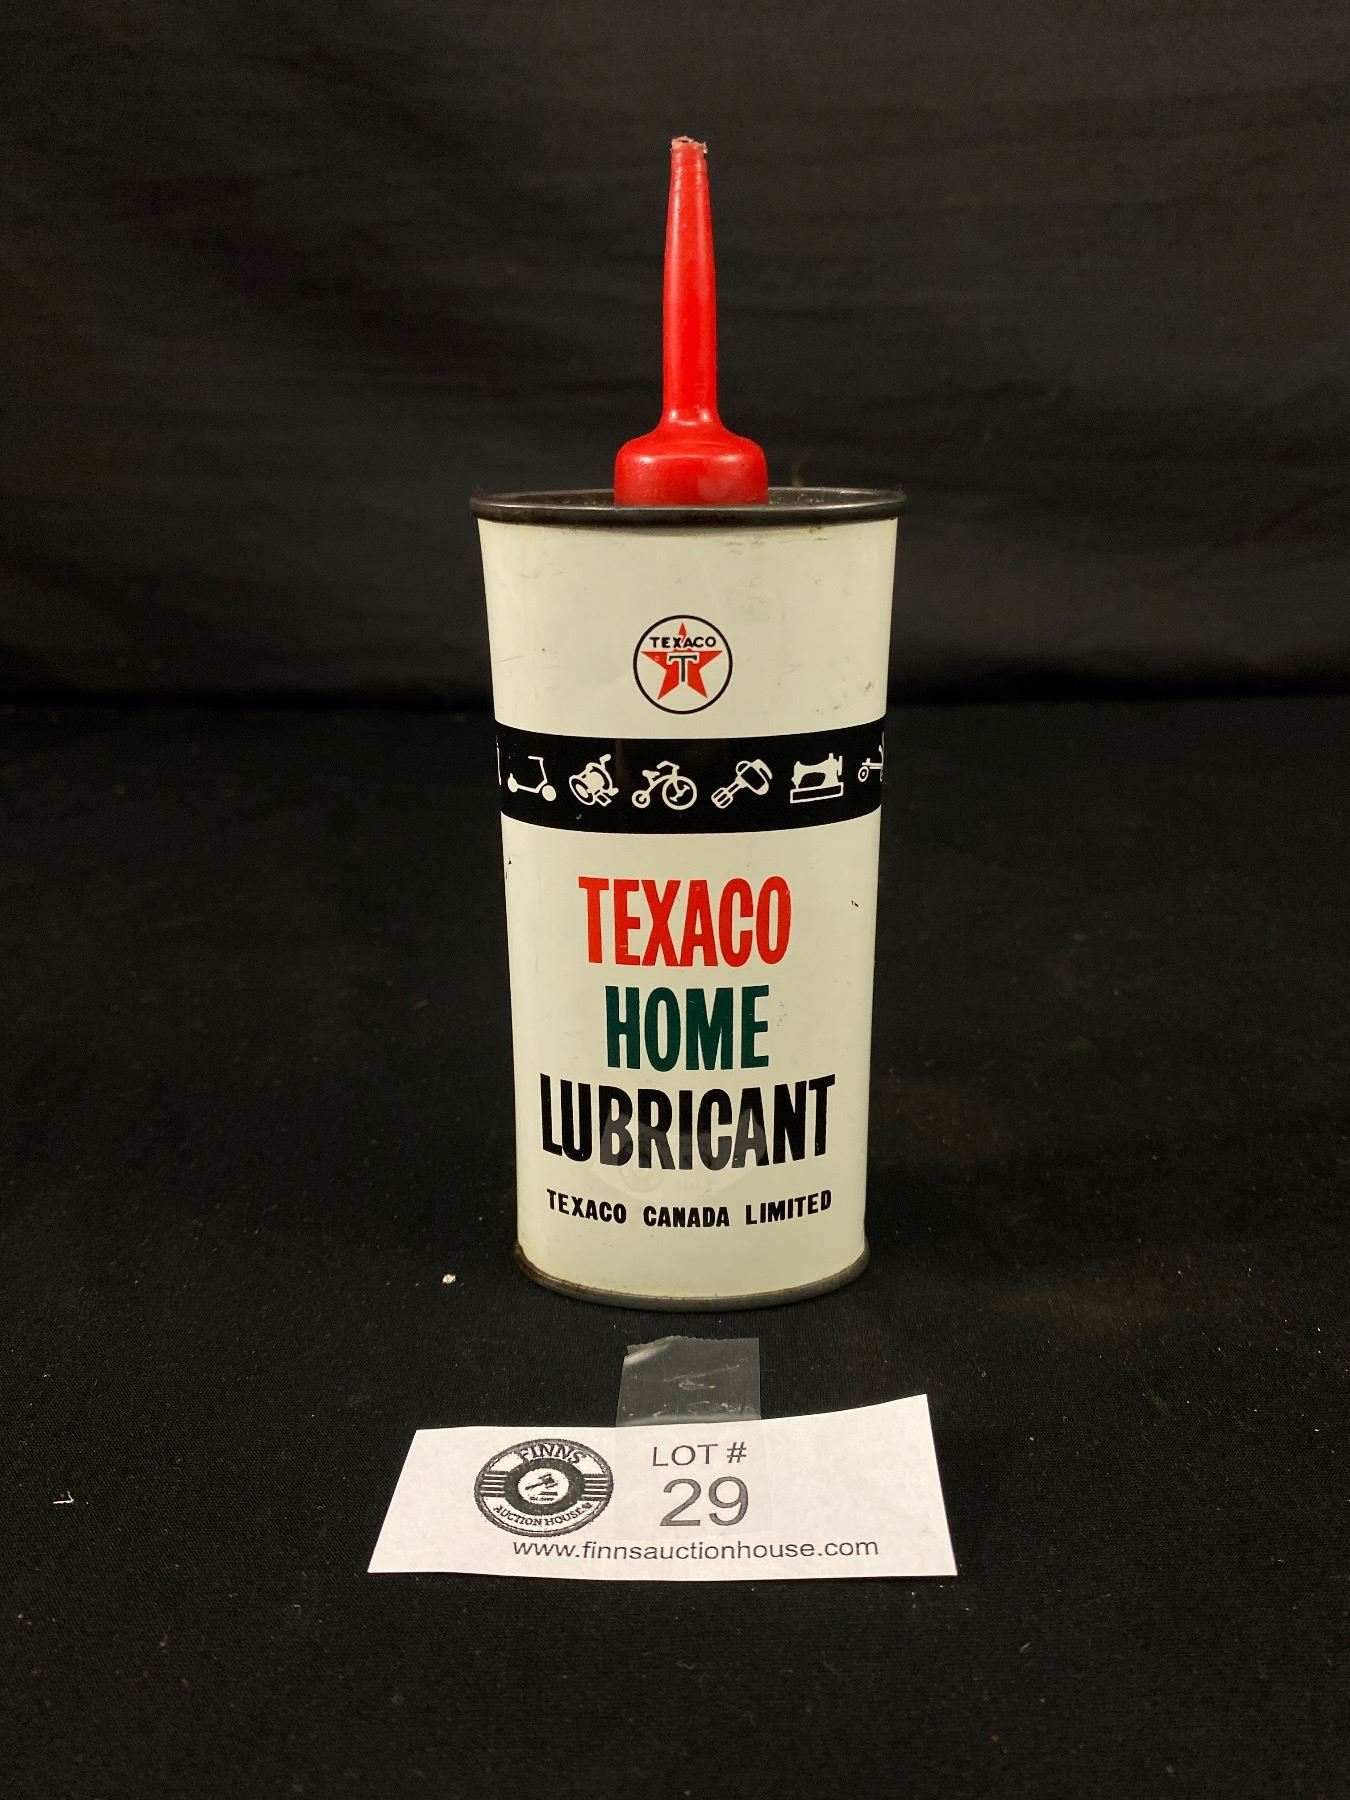 TEXACO
T
TEXACO
HOME
LUBRICANT
TEXACO CANADA LIMITED
FINNS
AUCTION HOUSE
LOT #
29
www.finnsauctionhouse.com